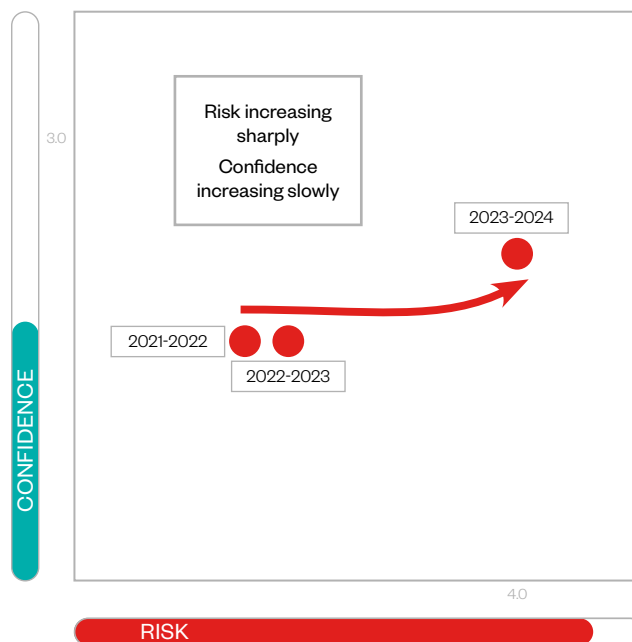 3.0
Risk increasing
sharply
Confidence
increasing slowly
2023-2024
2021-2022
2022-2023
CONFIDENCE
4.0
RISK